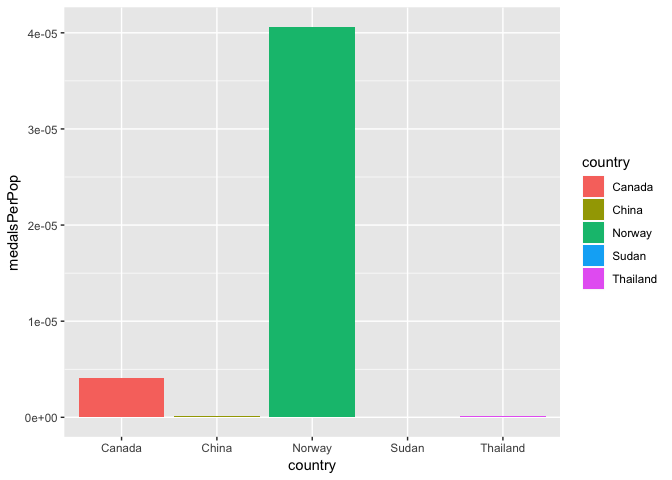 4e-05
3e-05
2e-05
1e-05
0e+00
medalsPerPop
Canada China Norway Sudan Thailand
country
country
Canada
China
Norway
Sudan
Thailand